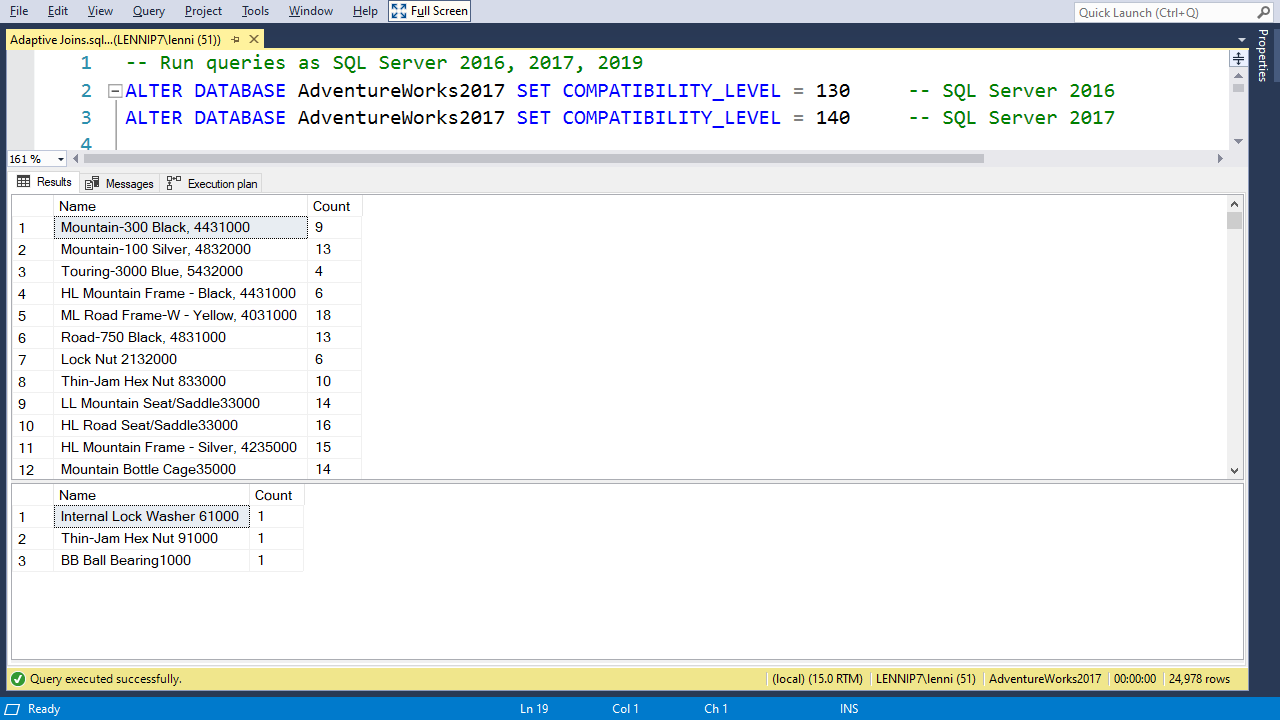 File Edit View Query Project Tools Window Help Full Screen
Quick Launch (Ctrl+Q)
Adaptive Joins.sql...(LENNIP7\lenni (51))
Properties
1 -- Run queries as SQL Server 2016, 2017, 2019
2 ALTER DATABASE AdventureWorks2017 SET COMPATIBILITY_LEVEL = 130 -- SQL Server 2016
3 ALTER DATABASE AdventureWorks2017 SET COMPATIBILITY_LEVEL = 140 -- SQL Server 2017
4
161 %
Results Messages Execution plan
Name Count
1 Mountain-300 Black, 4431000 9
2 Mountain-100 Silver, 4832000 13
3 Touring-3000 Blue, 5432000 4
4 HL Mountain Frame - Black, 4431000 6
5 ML Road Frame-W - Yellow, 4031000 18
6 Road-750 Black, 4831000 13
7 Lock Nut 2132000 6
8 Thin-Jam Hex Nut 833000 10
9 LL Mountain Seat/Saddle33000 14
10 HL Road Seat/Saddle33000 16
11 HL Mountain Frame - Silver, 4235000 15
12 Mountain Bottle Cage35000 14
Name Count
1 Internal Lock Washer 61000 1
2 Thin-Jam Hex Nut 91000 1
3 BB Ball Bearing1000 1
Query executed successfully. (local) (15.0 RTM) LENNIP7\lenni (51) AdventureWorks2017 00:00:00 24,978 rows
Ready Ln 19 Col 1 Ch 1 INS